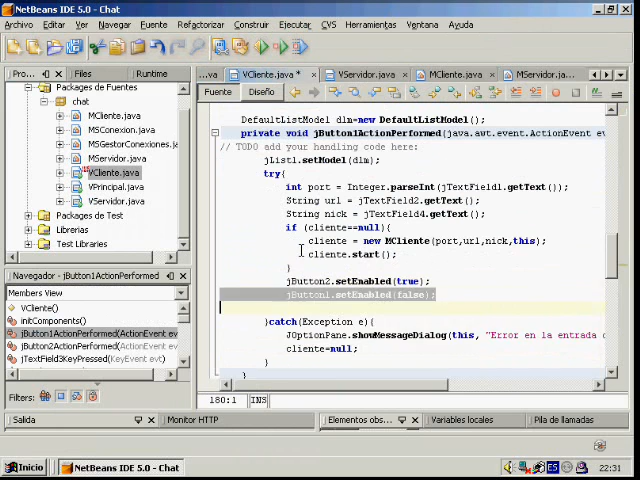 NetBeans IDE 5.0 - Chat
Archivo Editar Ver Navegar Fuente Refactorizar Construir Ejecutar CVS Herramientas Ventana Ayuda
Pro... Files Runtime
...va VCliente.java * VServidor.java MCliente.java MServidor.java
Fuente Diseño
Paquetes de Fuentes
chat
MCliente.java
MSConexion.java
MSGestorConexiones.j
MServidor.java
VCliente.java
VPrincipal.java
VServidor.java
Paquetes de Test
Librerias
Test Libraries
DefaultListModel dlm=new DefaultListModel();
private void jButton1ActionPerformed(java.awt.event.ActionEvent ev
// TODO add your handling code here:
jList1.setModel(dlm);
try{
int port = Integer.parseInt(jTextField1.getText());
String url = jTextField2.getText();
String nick = jTextField4.getText();
if (cliente==null){
cliente = new MCliente(port,url,nick,this);
cliente.start();
}
jButton2.setEnabled(true);
jButton1.setEnabled(false);
}catch(Exception e){
JOptionPane.showMessageDialog(this, "Error en la entrada d
cliente=null;
}
}
Navegador - jButton1ActionPerformed
Members View
VCliente()
initComponents()
jButton1ActionPerformed(ActionEvent ev
jButton2ActionPerformed(ActionEvent ev
jTextField3KeyPressed(KeyEvent evt)
Filters:
180:1 INS
Salida Monitor HTTP Elementos obs... Variables locales Pila de llamadas
Inicio NetBeans IDE 5.0 - Chat ES 22:31